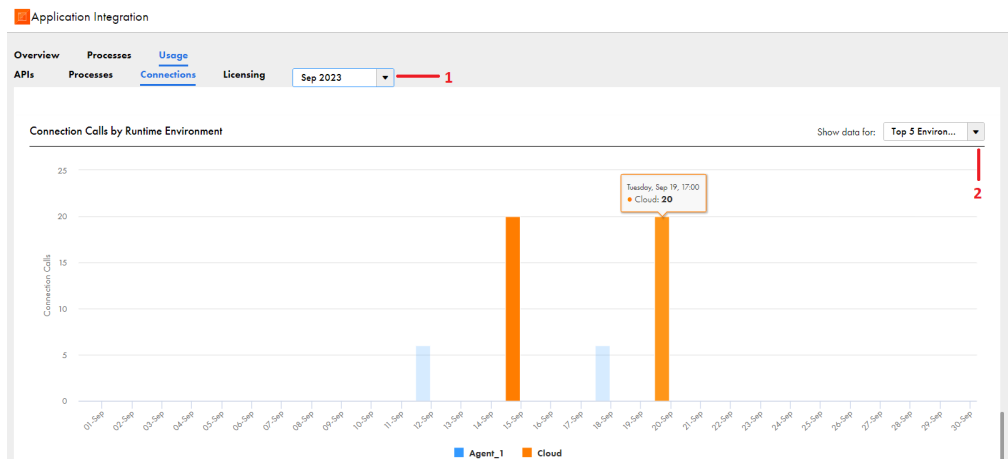 Application Integration
Overview Processes Usage
APIs Processes Connections Licensing Sep 2023 1
Connection Calls by Runtime Environment Show data for: Top 5 Environ...
2
Tuesday, Sep 19, 17:00
Cloud: 20
Connection Calls
25
20
15
10
5
0
01-Sep 02-Sep 03-Sep 04-Sep 05-Sep 06-Sep 07-Sep 08-Sep 09-Sep 10-Sep 11-Sep 12-Sep 13-Sep 14-Sep 15-Sep 16-Sep 17-Sep 18-Sep 19-Sep 20-Sep 21-Sep 22-Sep 23-Sep 24-Sep 25-Sep 26-Sep 27-Sep 28-Sep 29-Sep 30-Sep
Agent_1 Cloud